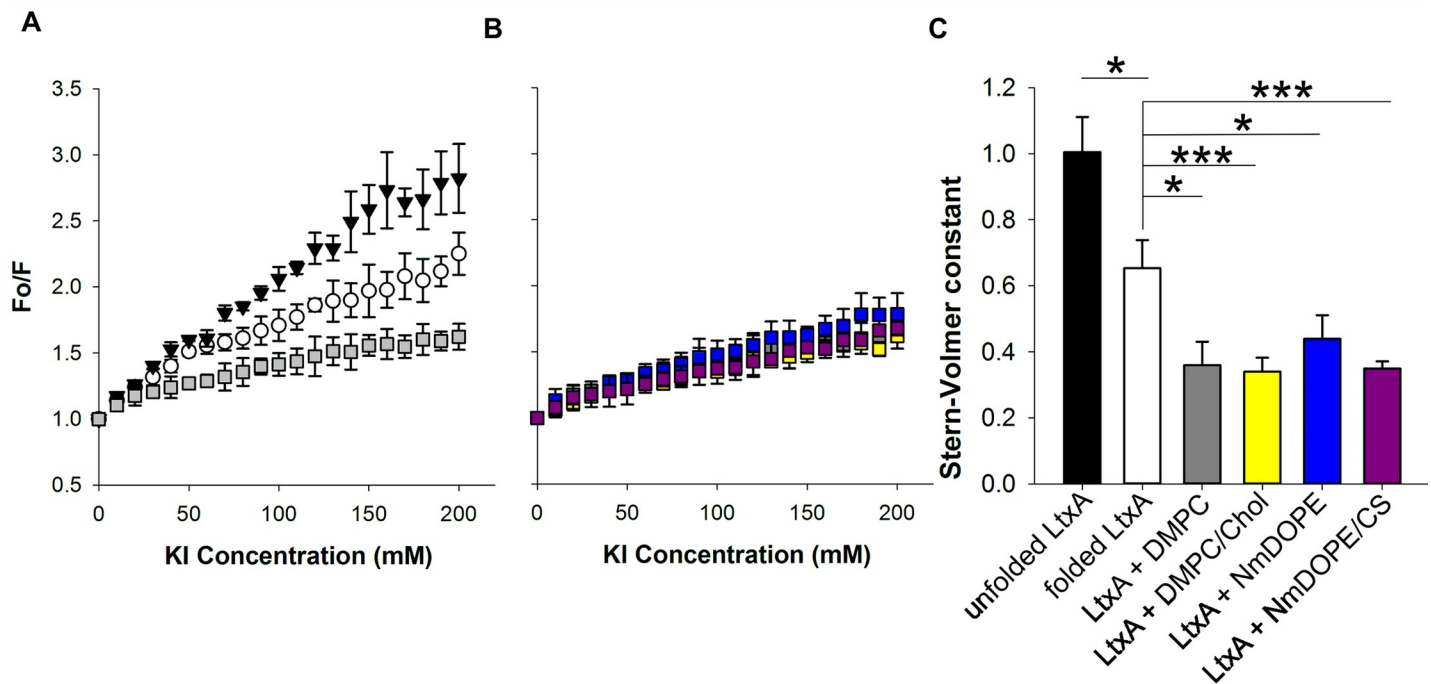 A
B
C
3.5
3.0
2.5
2.0
1.5
1.0
0.5
Fo/F
0
50
100
150
200
KI Concentration (mM)
0
50
100
150
200
KI Concentration (mM)
Stern-Volmer constant
1.2
1.0
0.8
0.6
0.4
0.2
0.0
*
***
*
***
*
unfolded LtxA
folded LtxA
LtxA + DMPC
LtxA + DMPC/Chol
LtxA + NmDOPE
LtxA + NmDOPE/CS